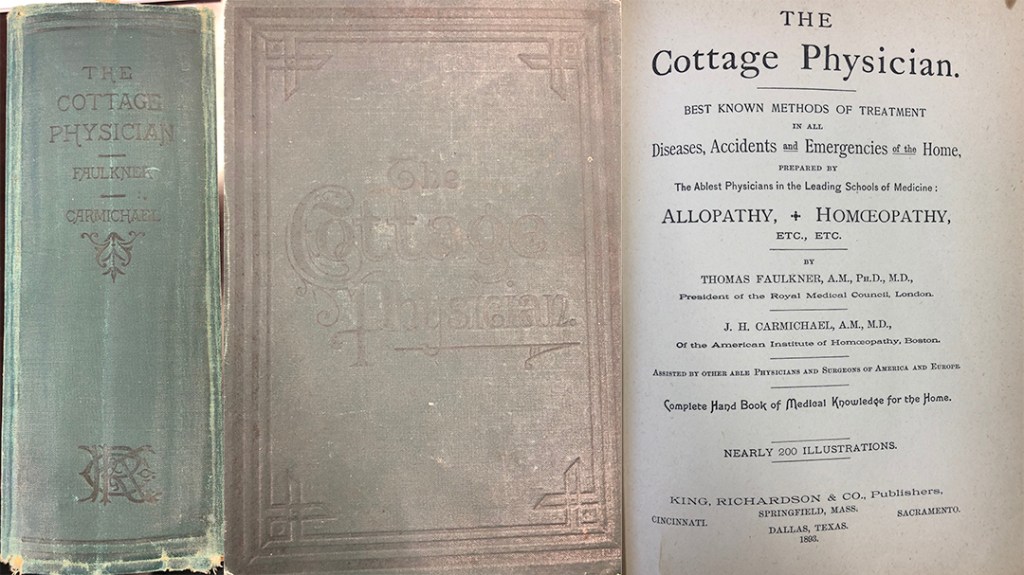 THE
COTTAGE
PHYSICIAN
FAULKNER
CARMICHAEL
The
Cottage
Physician.
THE
Cottage Physician.
BEST KNOWN METHODS OF TREATMENT
IN ALL
Diseases, Accidents and Emergencies of the Home,
PREPARED BY
The Ablest Physicians in the Leading Schools of Medicine:
ALLOPATHY, + HOMŒOPATHY,
ETC., ETC.
BY
THOMAS FAULKNER, A.M., PH.D., M.D.,
President of the Royal Medical Council, London.
J. H. CARMICHAEL, A.M., M.D.,
Of the American Institute of Homœopathy, Boston.
ASSISTED BY OTHER ABLE PHYSICIANS AND SURGEONS OF AMERICA AND EUROPE.
Complete Hand Book of Medical Knowledge for the Home.
NEARLY 200 ILLUSTRATIONS.
KING, RICHARDSON & CO., Publishers,
SPRINGFIELD, MASS.
CINCINNATI. SACRAMENTO.
DALLAS, TEXAS.
1893.